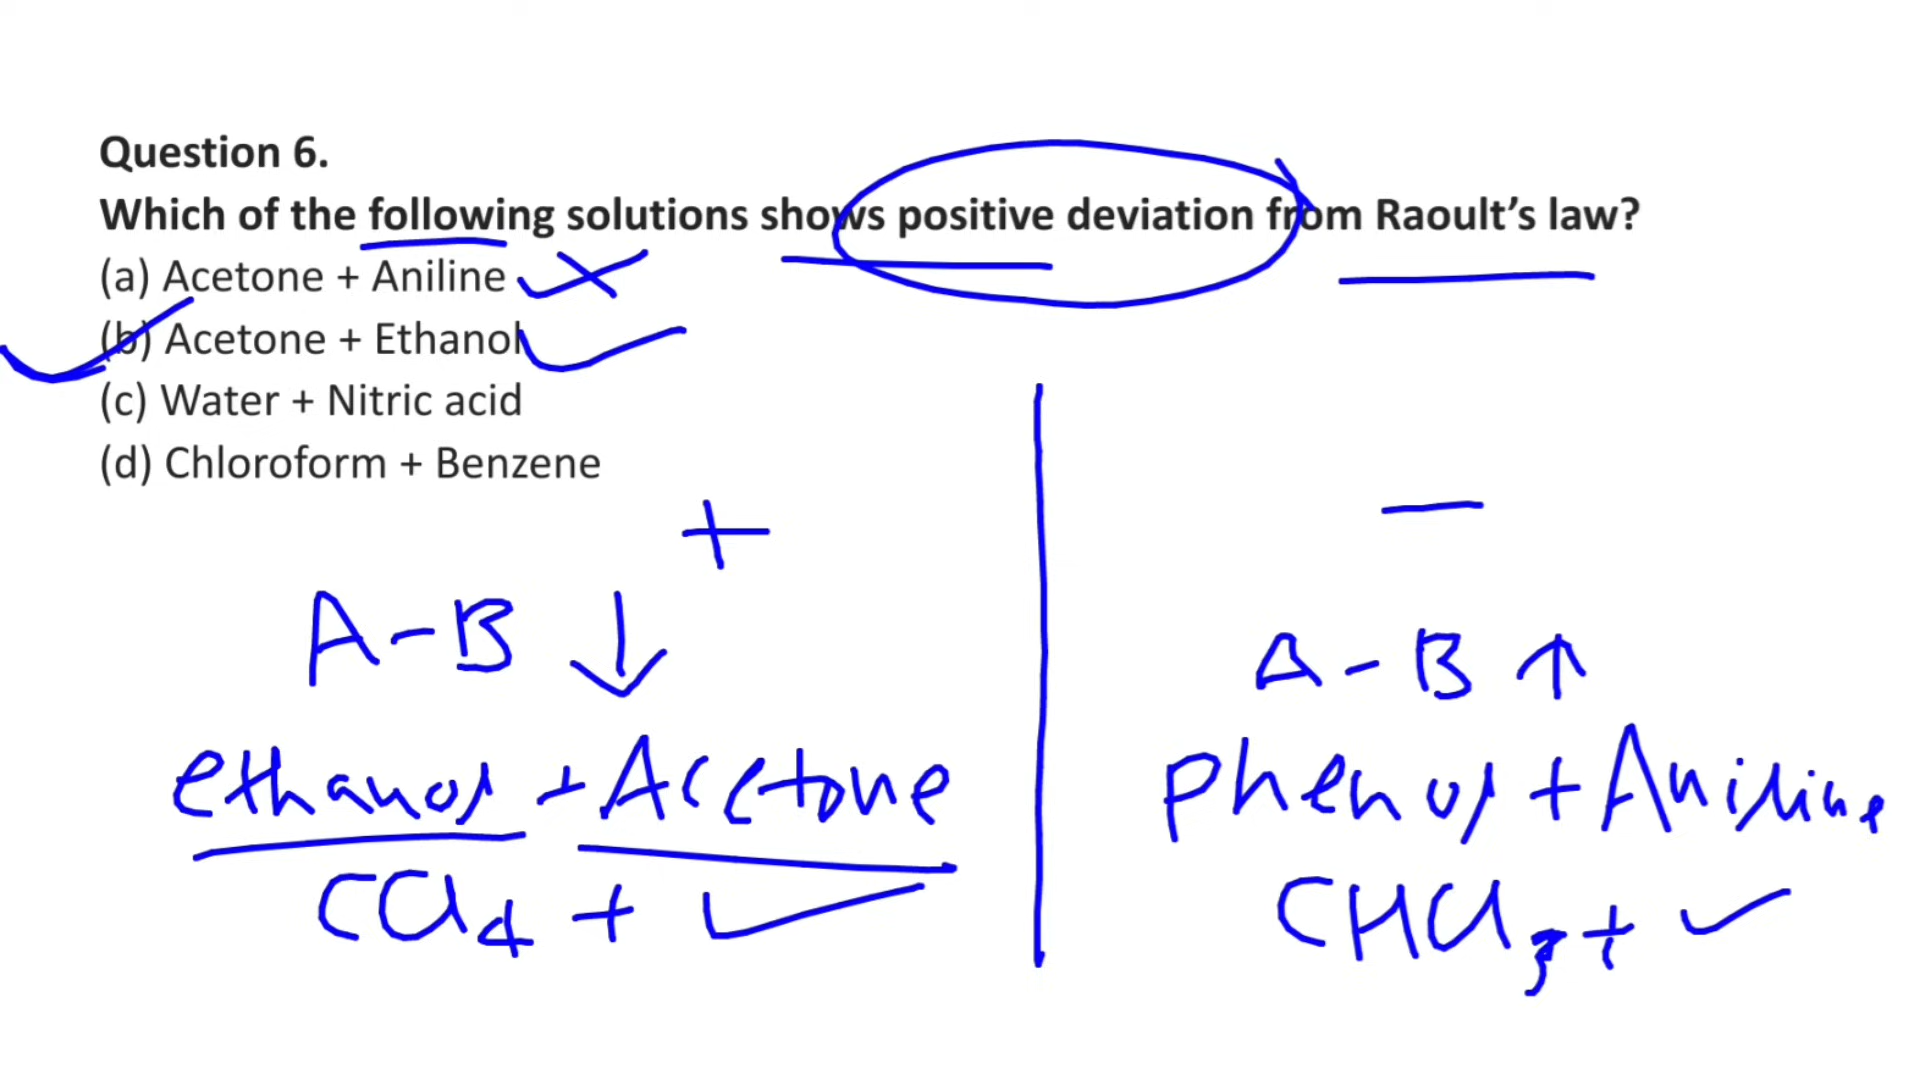 Question 6.
Which of the following solutions shows positive deviation from Raoult’s law?
(a) Acetone + Aniline
(b) Acetone + Ethanol
(c) Water + Nitric acid
(d) Chloroform + Benzene
+
A-B ↓
ethanol + Acetone
CCl4 +
—
A-B ↑
Phenol + Aniline
CHCl3 +